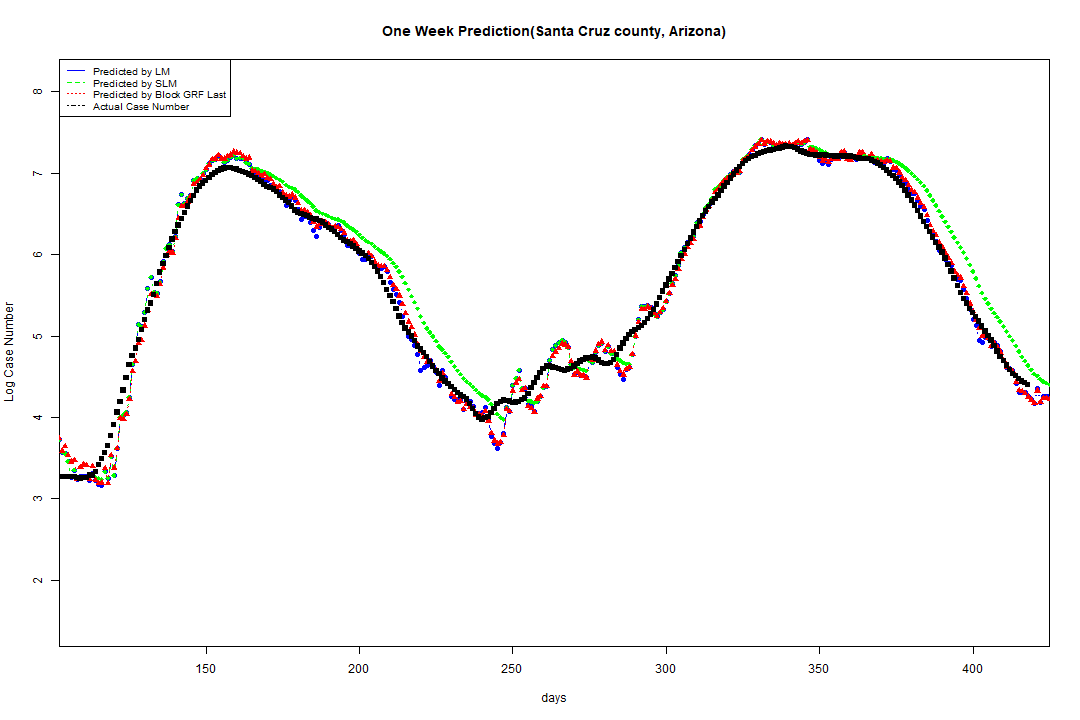 One Week Prediction(Santa Cruz county, Arizona)
Predicted by LM
Predicted by SLM
Predicted by Block GRF Last
Actual Case Number
8
7
6
5
4
3
2
Log Case Number
150 200 250 300 350 400
days